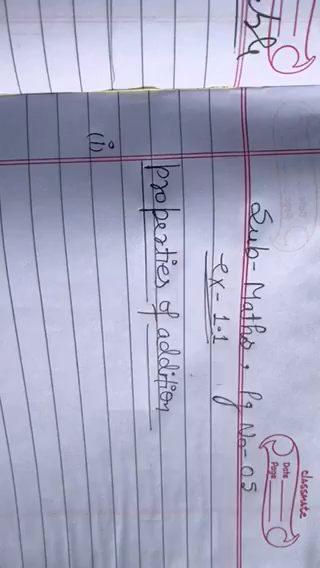 classmate
Date
Page
Sub-Maths, Pg No-05
ex-1.1
Properties of addition
(i)